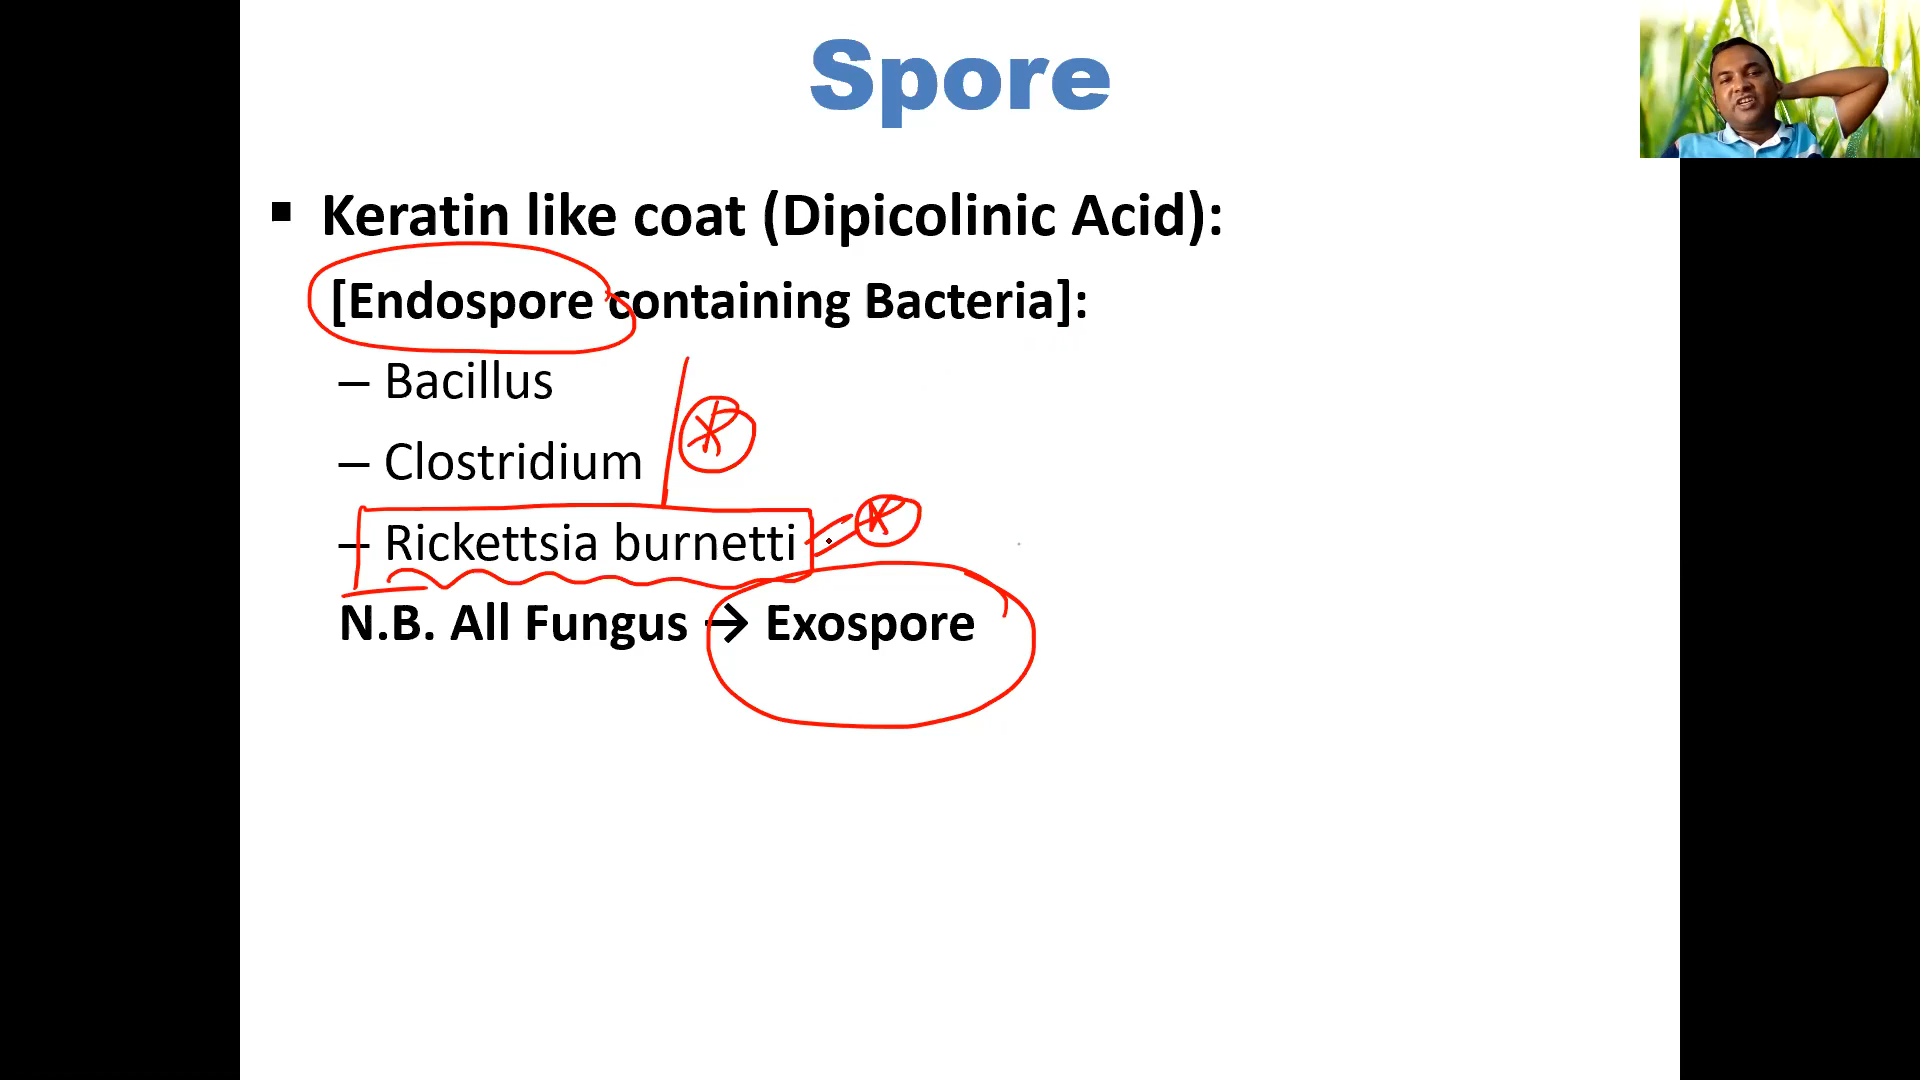 Spore
▪ Keratin like coat (Dipicolinic Acid):
[Endospore containing Bacteria]:
– Bacillus
– Clostridium
– Rickettsia burnetti
N.B. All Fungus → Exospore